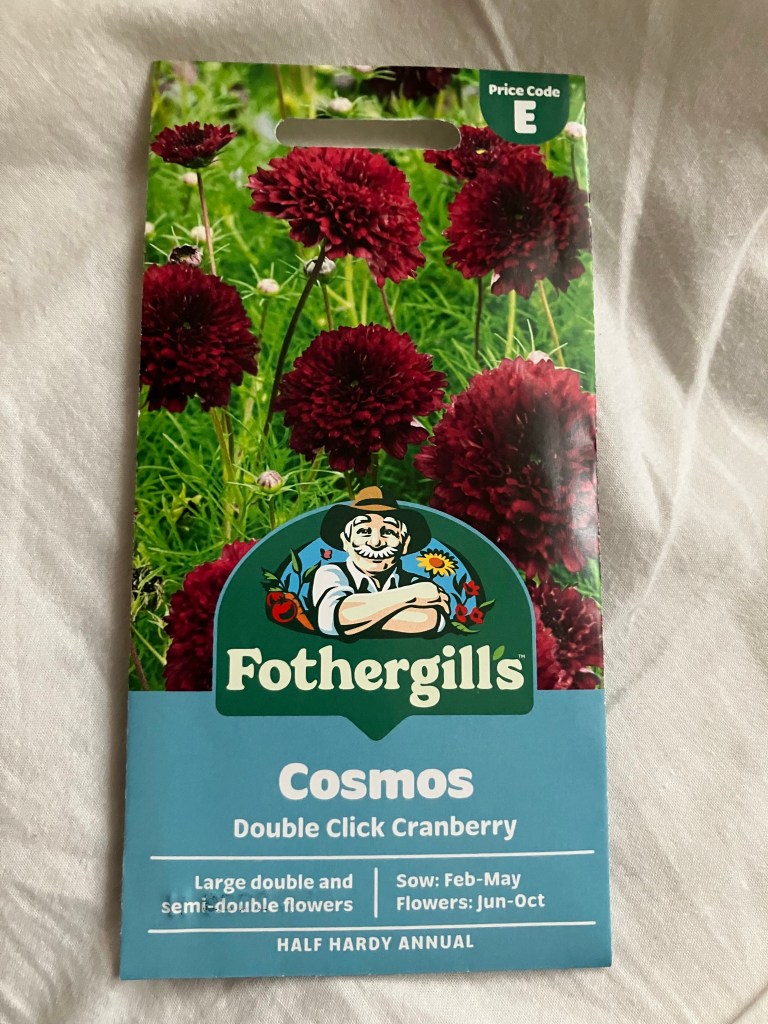 Price Code
E
Fothergill's™
Cosmos
Double Click Cranberry
Large double and
semi-double flowers
Sow: Feb-May
Flowers: Jun-Oct
HALF HARDY ANNUAL